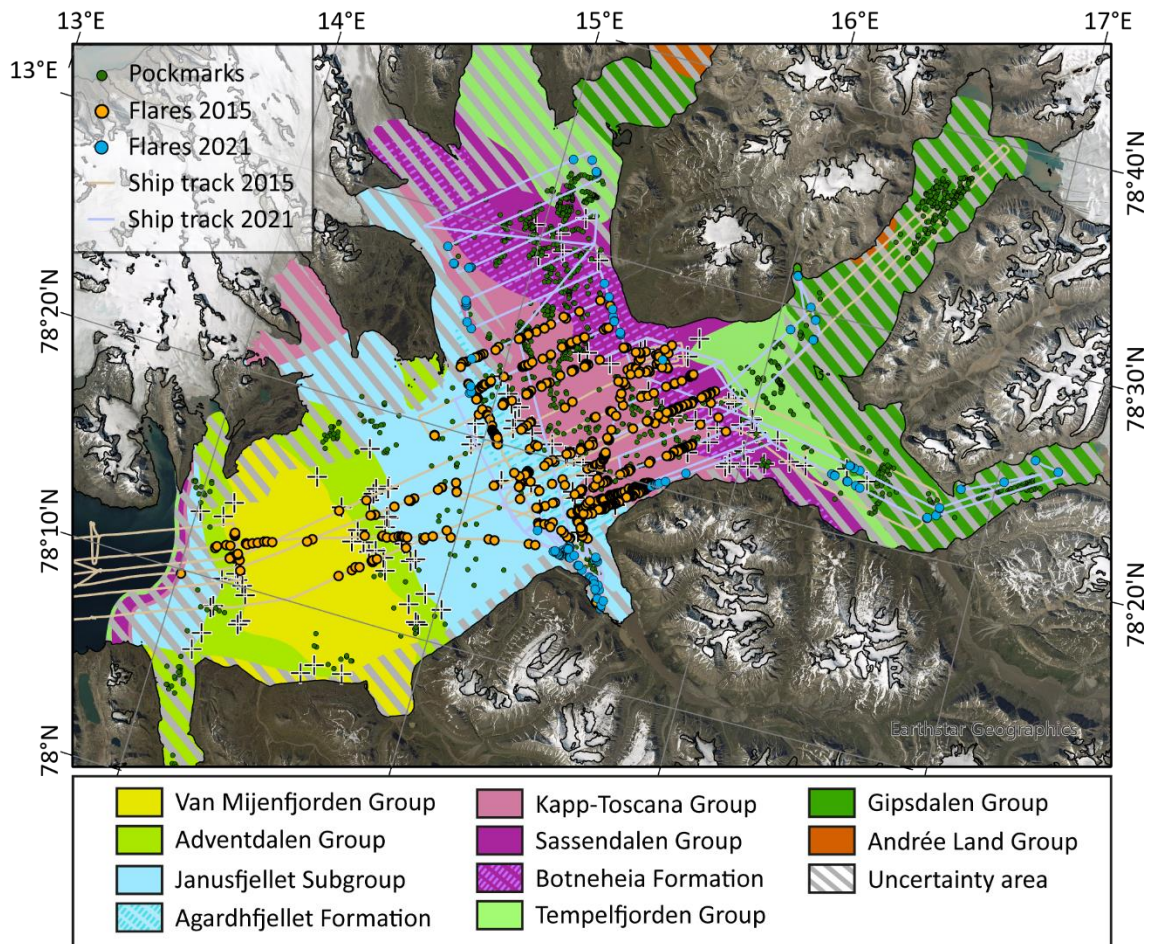 13°E
14°E
15°E
16°E
17°E
13°E
Pockmarks
Flares 2015
Flares 2021
Ship track 2015
Ship track 2021
78°40'N
78°20'N
78°30'N
78°10'N
78°20'N
78°N
Earthstar Geographics
Van Mijenfjorden Group
Adventdalen Group
Janusfjellet Subgroup
Agardhfjellet Formation
Kapp-Toscana Group
Sassendalen Group
Botneheia Formation
Tempelfjorden Group
Gipsdalen Group
Andrée Land Group
Uncertainty area